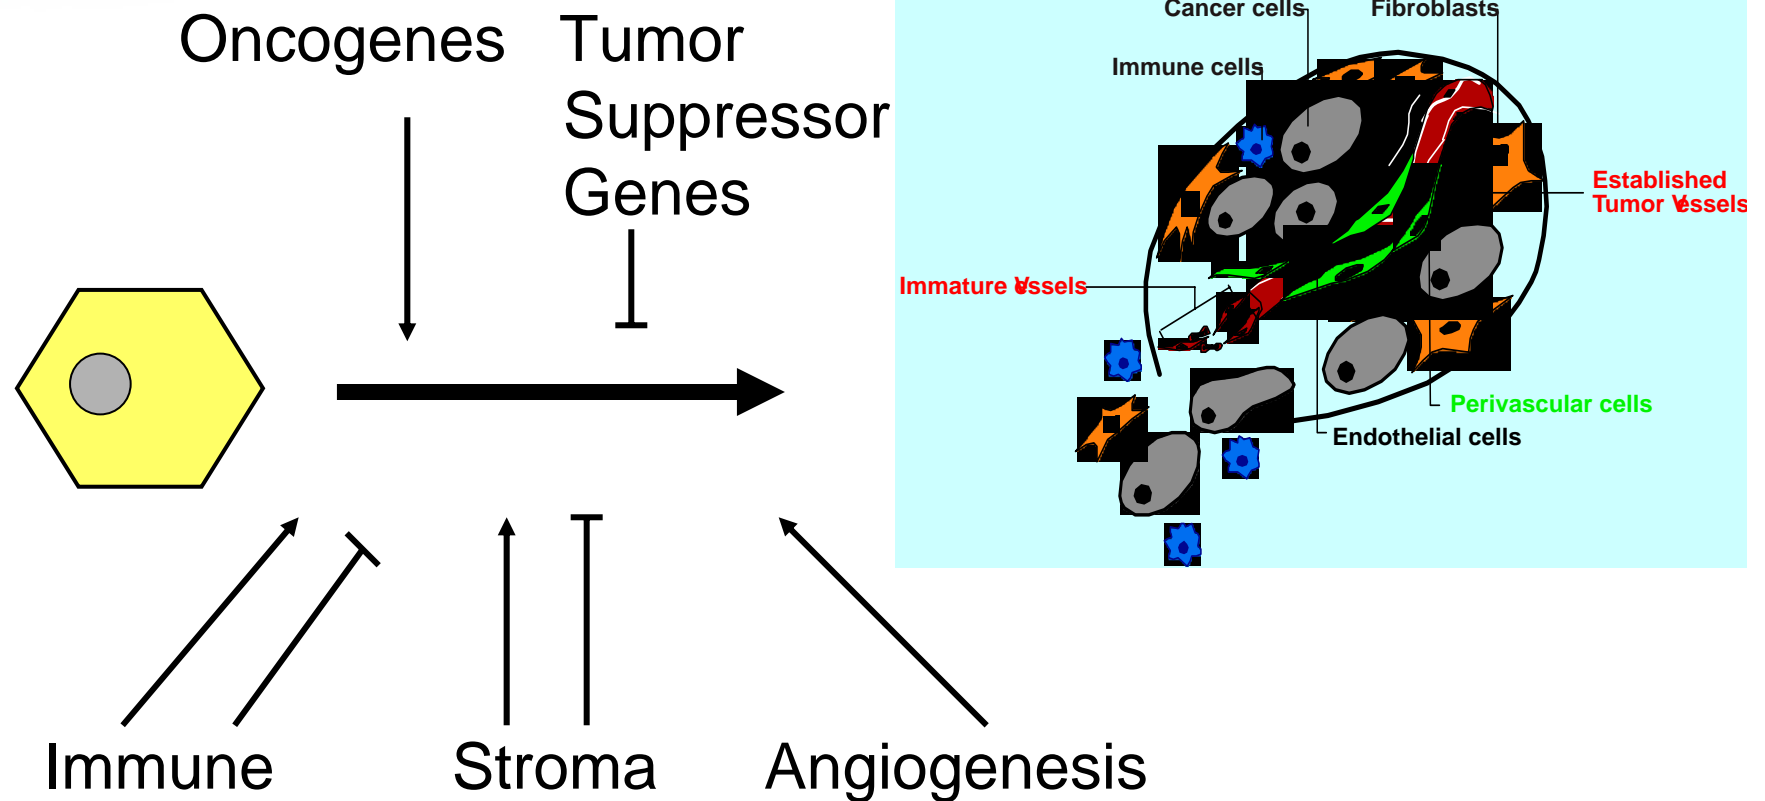 Oncogenes
Tumor
Suppressor
Genes
Cancer cells
Fibroblasts
Immune cells
Established
Tumor Vessels
Immature Vessels
Perivascular cells
Endothelial cells
Immune
Stroma
Angiogenesis